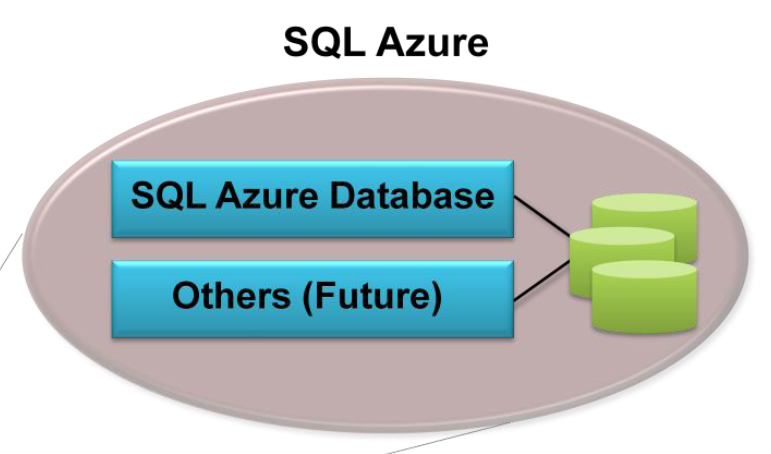 SQL Azure
SQL Azure Database
Others (Future)